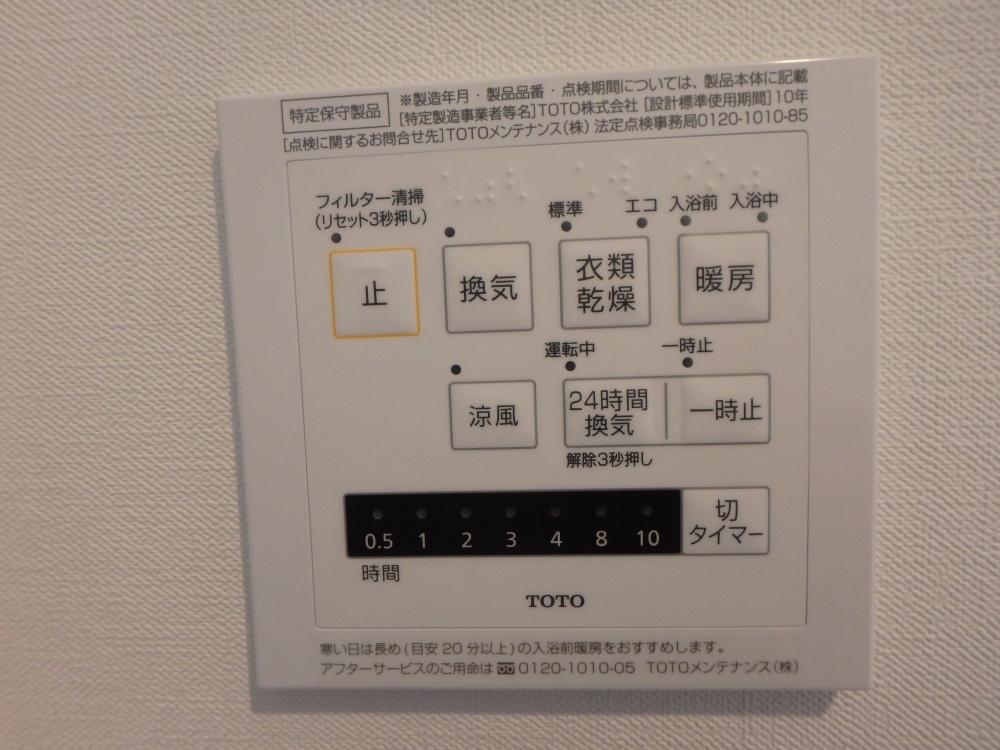 ※製造年月・製品品番・点検期間については、製品本体に記載
特定保守製品
[特定製造事業者等名]TOTO株式会社 [設計標準使用期間]10年
[点検に関するお問合せ先]TOTOメンテナンス(株) 法定点検事務局0120-1010-85
フィルター清掃
(リセット3秒押し)
標準 エコ 入浴前 入浴中
止 換気 衣類 暖房
乾燥
運転中 一時止
涼風 24時間 一時止
換気
解除3秒押し
切
タイマー
0.5 1 2 3 4 8 10
時間
TOTO
寒い日は長め(目安20分以上)の入浴前暖房をおすすめします。
アフターサービスのご用命は 0120-1010-05 TOTOメンテナンス(株)